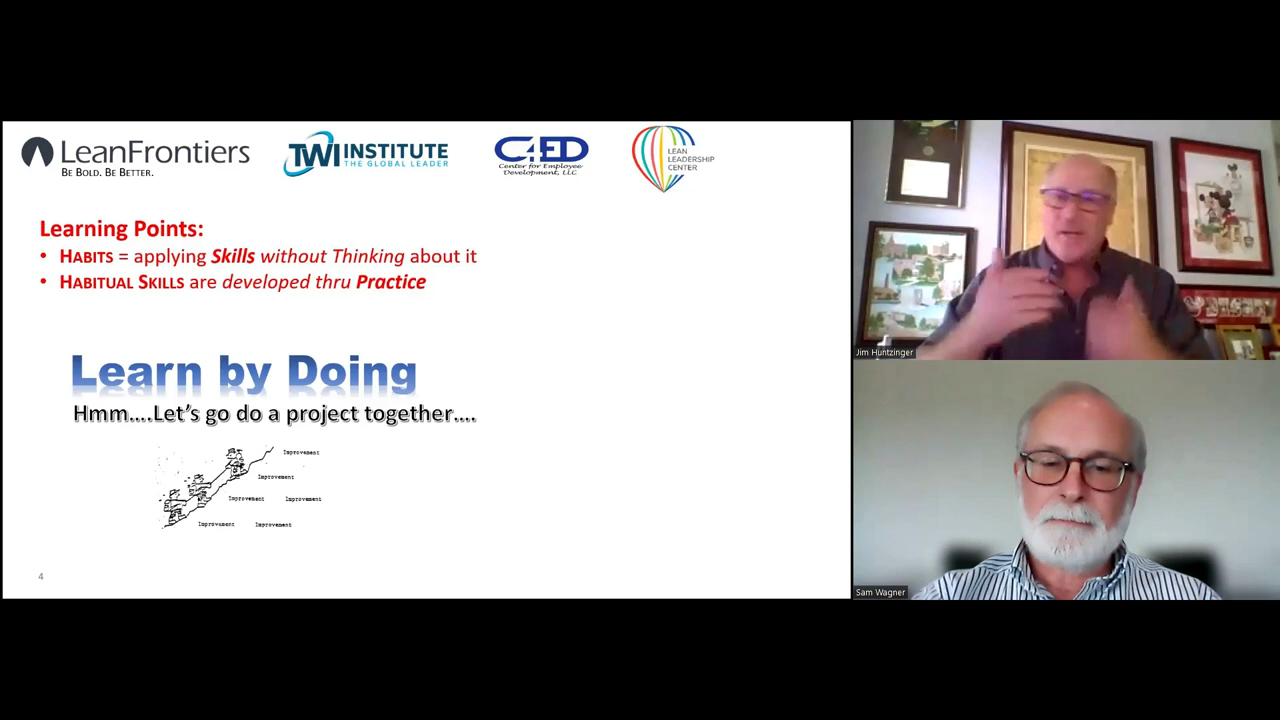 LeanFrontiers
BE BOLD. BE BETTER.
TWI INSTITUTE
THE GLOBAL LEADER
C4ED
Center for Employee
Development, LLC
LEAN
LEADERSHIP
CENTER
Learning Points:
• HABITS = applying Skills without Thinking about it
• HABITUAL SKILLS are developed thru Practice
Learn by Doing
Hmm....Let's go do a project together....
Improvement
Improvement
Improvement Improvement
Improvement Improvement
4
Jim Huntzinger
Sam Wagner